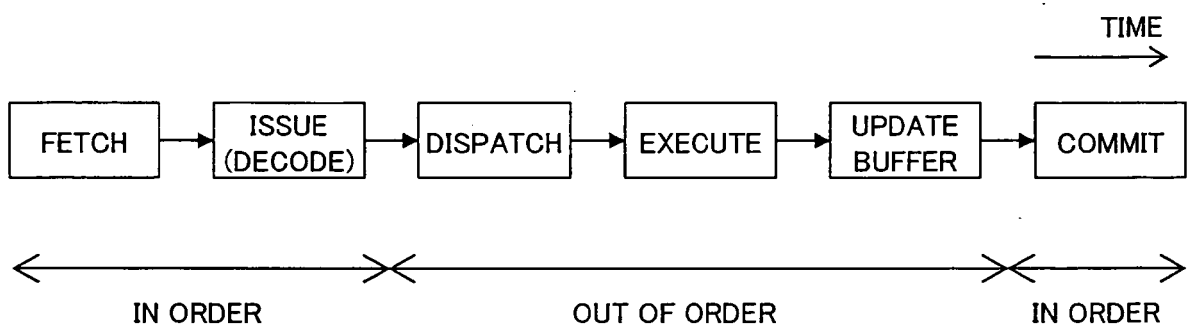 TIME
FETCH
ISSUE
(DECODE)
DISPATCH
EXECUTE
UPDATE
BUFFER
COMMIT
IN ORDER
OUT OF ORDER
IN ORDER